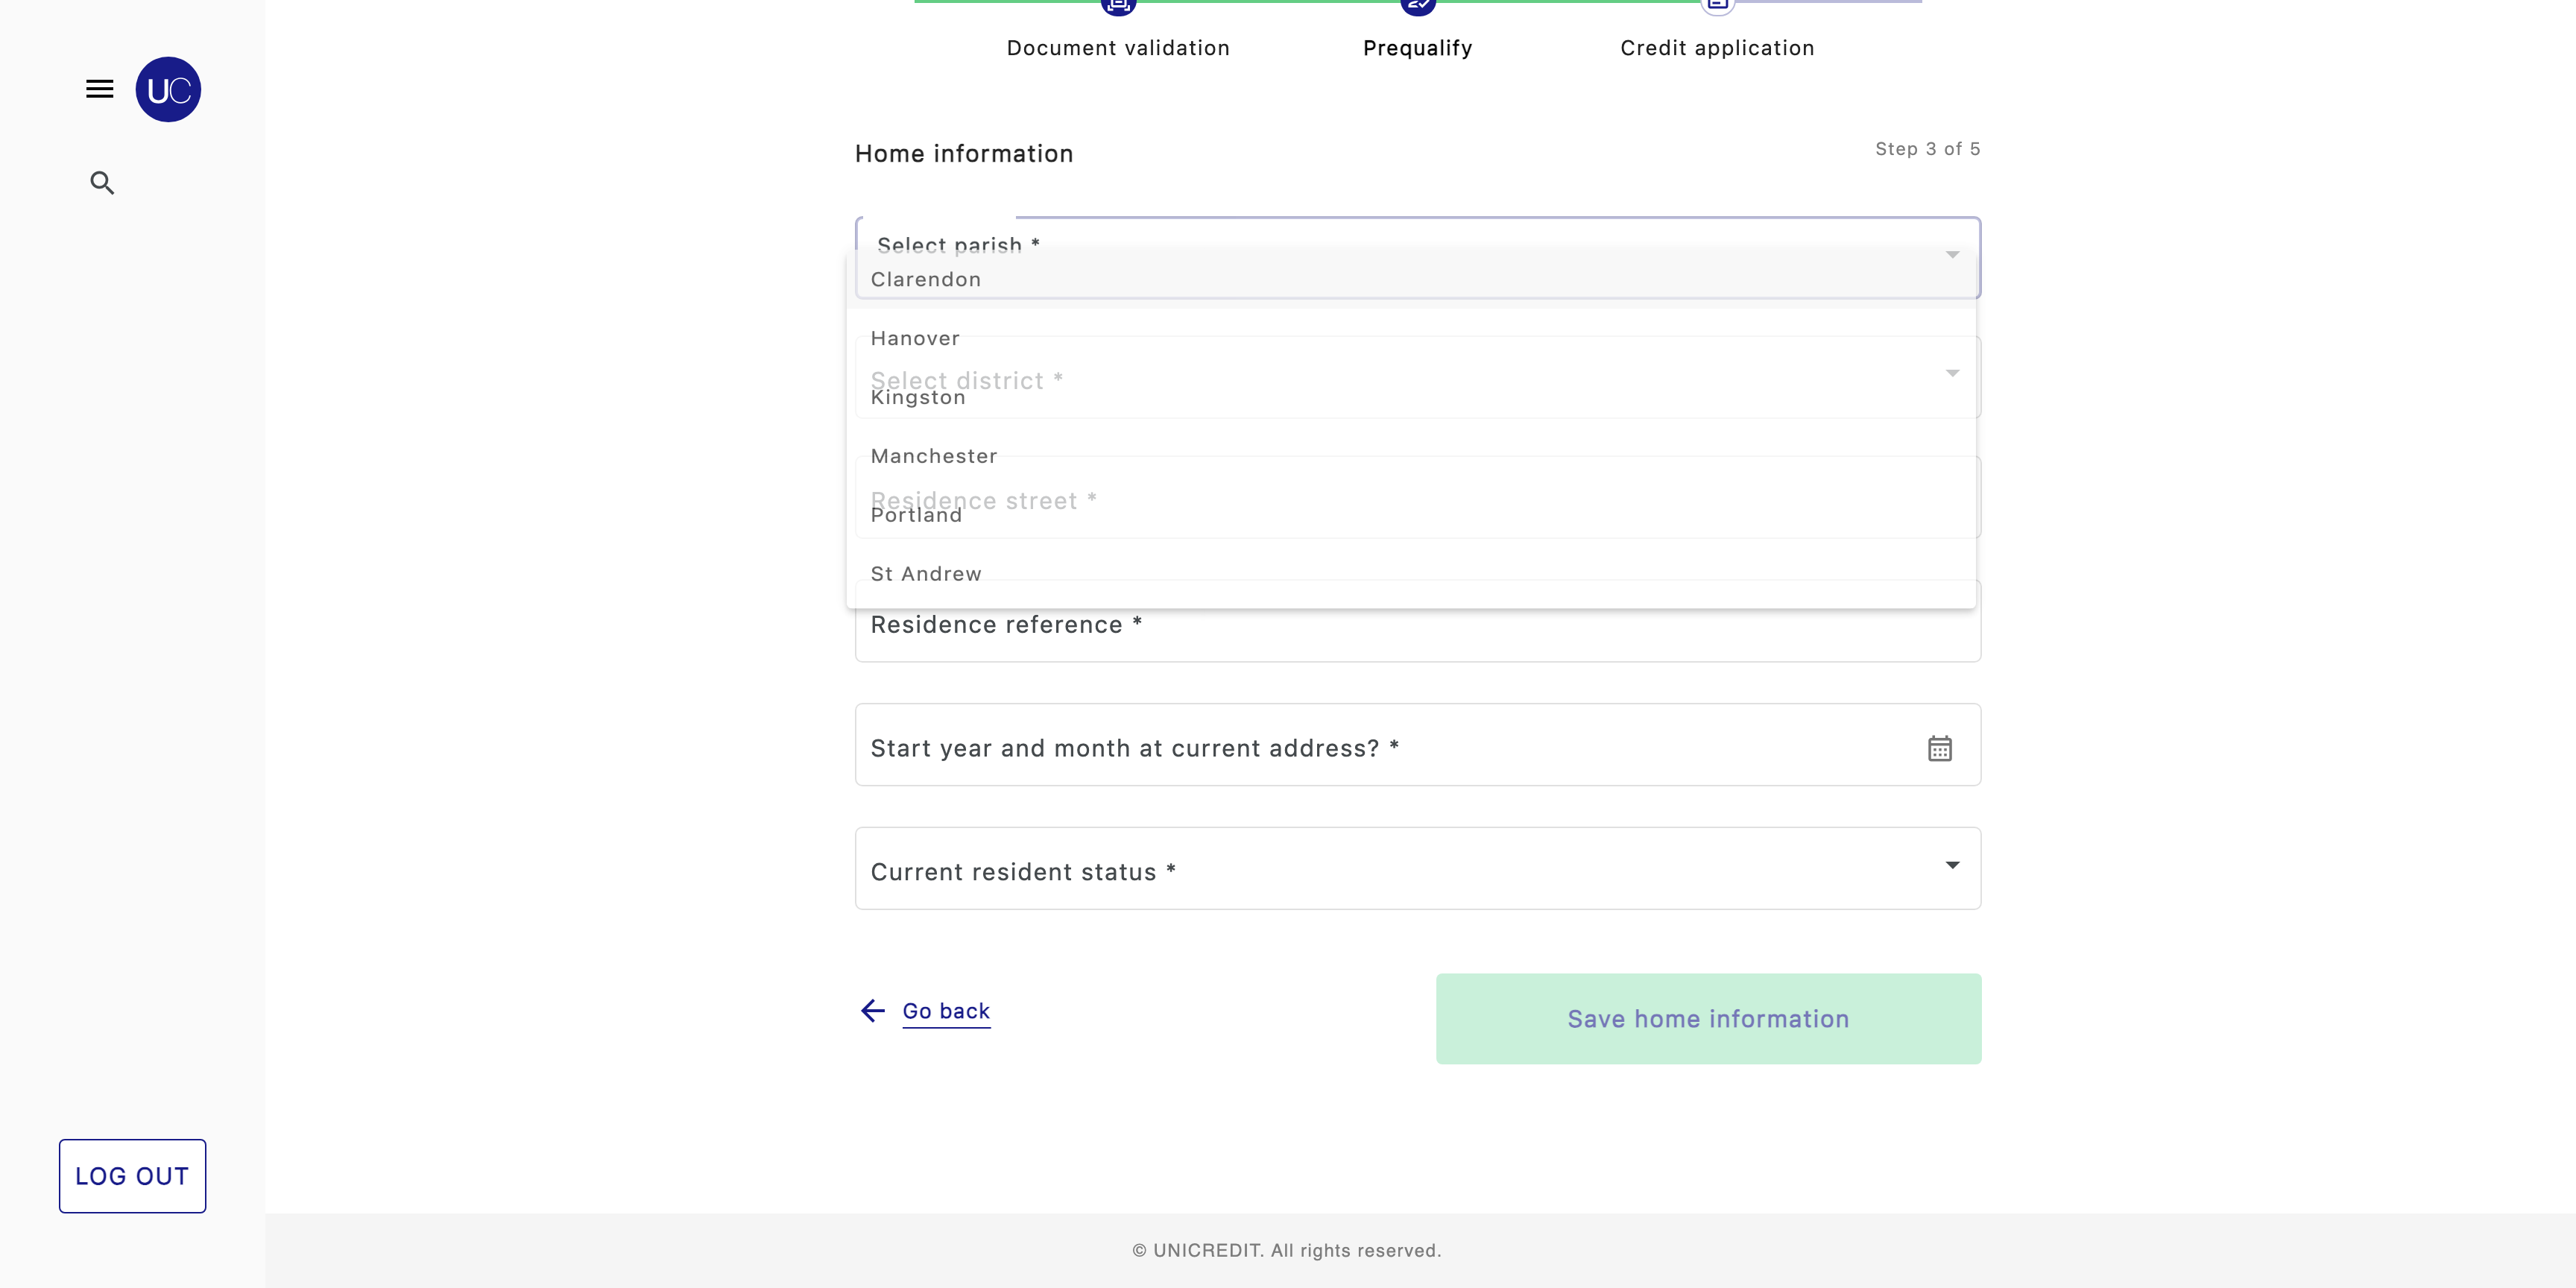 UC
Document validation
Prequalify
Credit application
Home information
Step 3 of 5
Select parish *
Clarendon
Hanover
Select district *
Kingston
Manchester
Residence street *
Portland
St Andrew
Residence reference *
Start year and month at current address? *
Current resident status *
Go back
Save home information
LOG OUT
© UNICREDIT. All rights reserved.